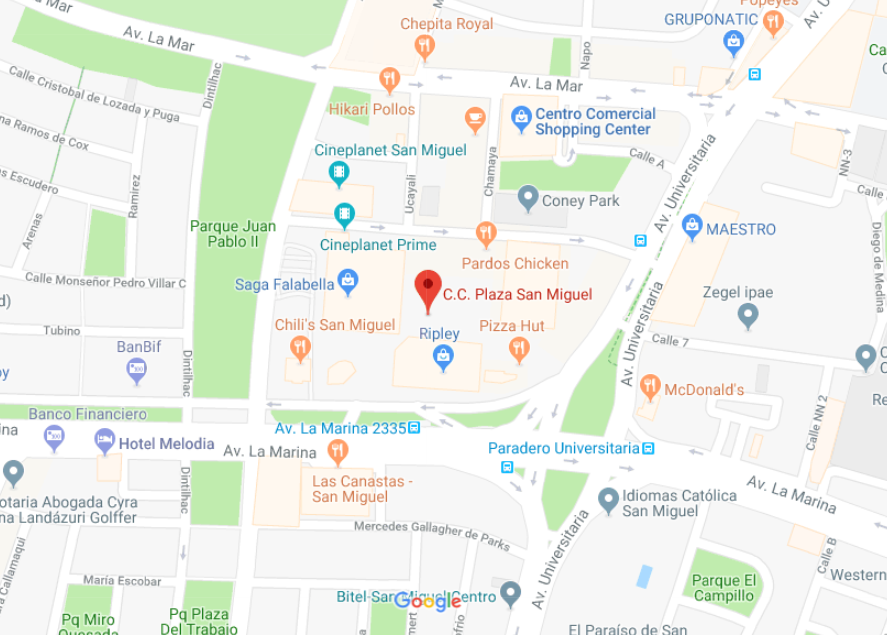 La Mar
Chepita Royal
Popeyes
GRUPONATIC
Av. U
Av. La Mar
Napo
Ca
Calle Cristobal de Lozada y Puga
Dintilhac
Av. La Mar
Hikari Pollos
Centro Comercial
Shopping Center
na Ramos de Cox
Cineplanet San Miguel
Calle A
NN-3
Escudero
Ramirez
Ucayali
Chamaya
Av. Universitaria
Calle
Arenas
Coney Park
Parque Juan
Pablo II
Cineplanet Prime
MAESTRO
Diego de Medina
Pardos Chicken
Calle Monseñor Pedro Villar C
Saga Falabella
C.C. Plaza San Miguel
Zegel ipae
d)
Tubino
Chili's San Miguel
Ripley
Pizza Hut
Av. Universitaria
Calle 7
BanBif
Dintilhac
McDonald's
Re
Banco Financiero
Av. La Marina 2335
Calle NN 2
ina
Hotel Melodia
Av. La Marina
Paradero Universitaria
otaria Abogada Cyra
na Landázuri Golffer
Dintilhac
Las Canastas -
San Miguel
Av. La Marina
Idiomas Católica
San Miguel
Mercedes Gallagher de Parks
Av. Universitaria
Callamaqui
María Escobar
Calle B
Parque El
Campillo
Western
Bitel-San Miguel Centro
Google
Pq Miro
Quesada
Pq Plaza
Del Trabajo
El Paraíso de San